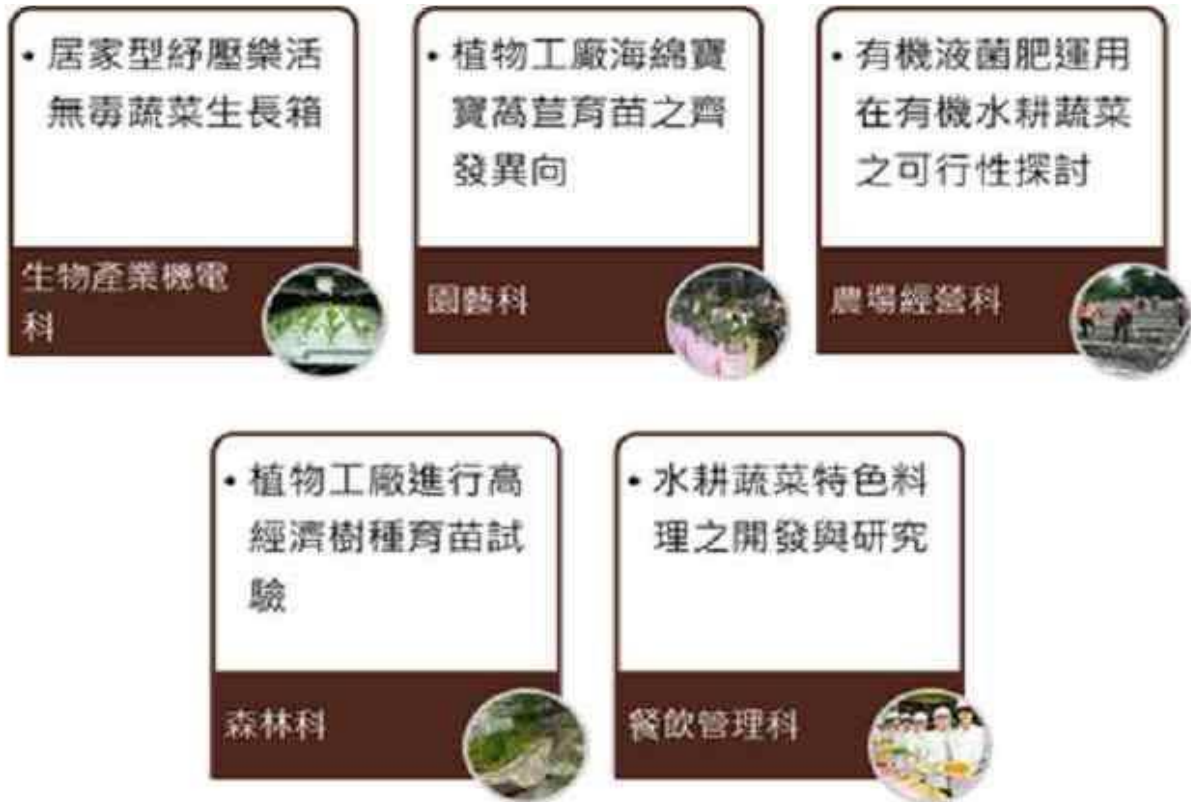 • 居家型紓壓樂活
無毒蔬菜生長箱
生物產業機電
科
• 植物工廠海綿寶
寶萵苣育苗之齊
發異向
園藝科
• 有機液菌肥運用
在有機水耕蔬菜
之可行性探討
農場經營科
• 植物工廠進行高
經濟樹種育苗試
驗
森林科
• 水耕蔬菜特色料
理之開發與研究
餐飲管理科